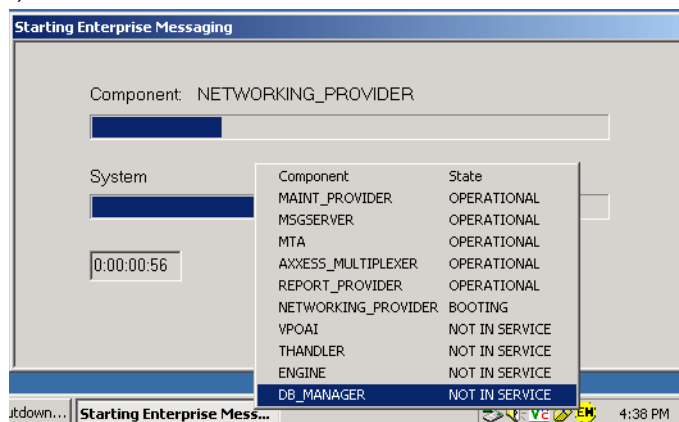 Starting Enterprise Messaging
Component: NETWORKING_PROVIDER
System
0:00:00:56
Component State
MAINT_PROVIDER OPERATIONAL
MSGSERVER OPERATIONAL
MTA OPERATIONAL
AXXESS_MULTIPLEXER OPERATIONAL
REPORT_PROVIDER OPERATIONAL
NETWORKING_PROVIDER BOOTING
VPOAI NOT IN SERVICE
THANDLER NOT IN SERVICE
ENGINE NOT IN SERVICE
DB_MANAGER NOT IN SERVICE
utdown... Starting Enterprise Mess... EM 4:38 PM